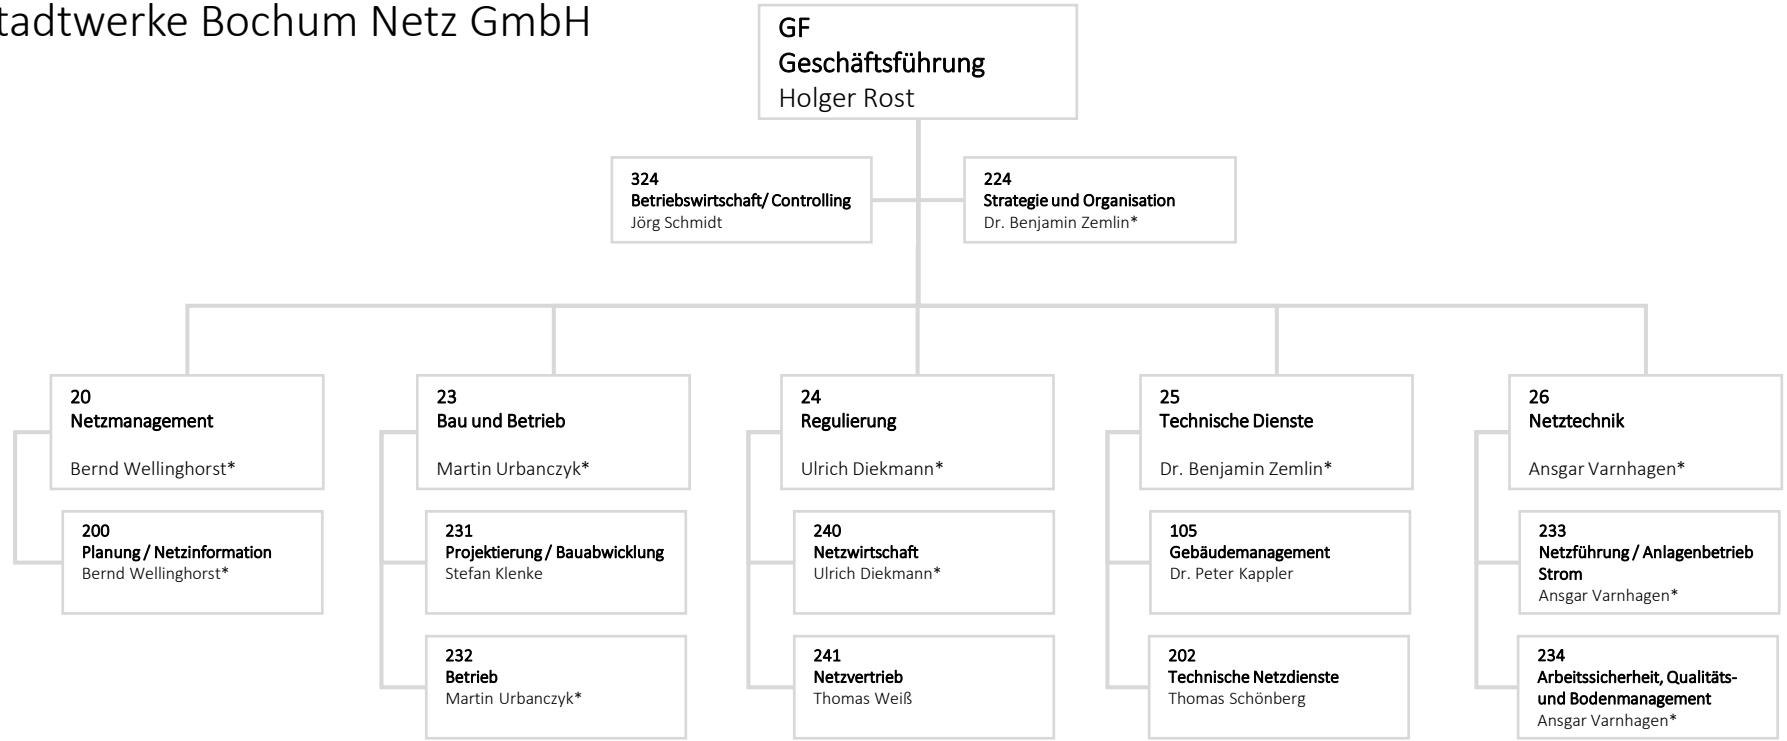 tadtwerke Bochum Netz GmbH
GF
Geschäftsführung
Holger Rost
324
Betriebswirtschaft/ Controlling
Jörg Schmidt
224
Strategie und Organisation
Dr. Benjamin Zemlin*
20
Netzmanagement
Bernd Wellinghorst*
23
Bau und Betrieb
Martin Urbanczyk*
24
Regulierung
Ulrich Diekmann*
25
Technische Dienste
Dr. Benjamin Zemlin*
26
Netztechnik
Ansgar Varnhagen*
200
Planung / Netzinformation
Bernd Wellinghorst*
231
Projektierung / Bauabwicklung
Stefan Klenke
240
Netzwirtschaft
Ulrich Diekmann*
105
Gebäudemanagement
Dr. Peter Kappler
233
Netzführung / Anlagenbetrieb
Strom
Ansgar Varnhagen*
232
Betrieb
Martin Urbanczyk*
241
Netzvertrieb
Thomas Weiß
202
Technische Netzdienste
Thomas Schönberg
234
Arbeitssicherheit, Qualitäts-
und Bodenmanagement
Ansgar Varnhagen*